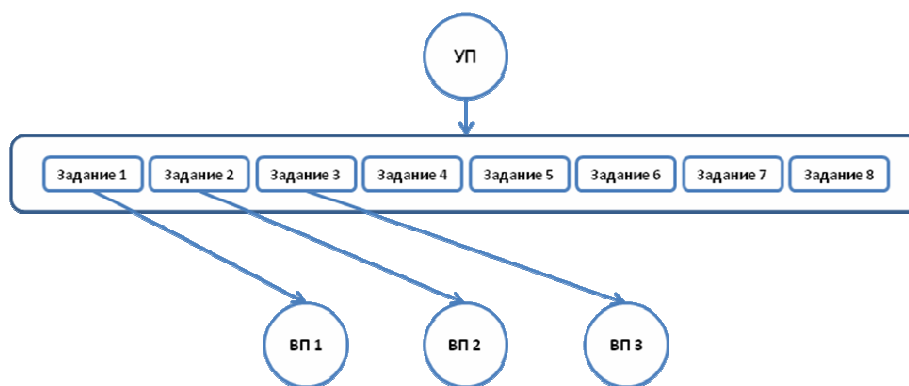 УП
Задание 1 Задание 2 Задание 3 Задание 4 Задание 5 Задание 6 Задание 7 Задание 8
ВП 1 ВП 2 ВП 3